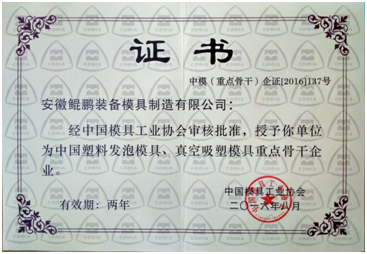 证书
中模（重点骨干）企证[2016]137号
安徽鲲鹏装备模具制造有限公司：
经中国模具工业协会审核批准，授予你单位
为中国塑料发泡模具、真空吸塑模具重点骨干企
业。
中国模具工业协会
有效期：两年
二〇一六年八月